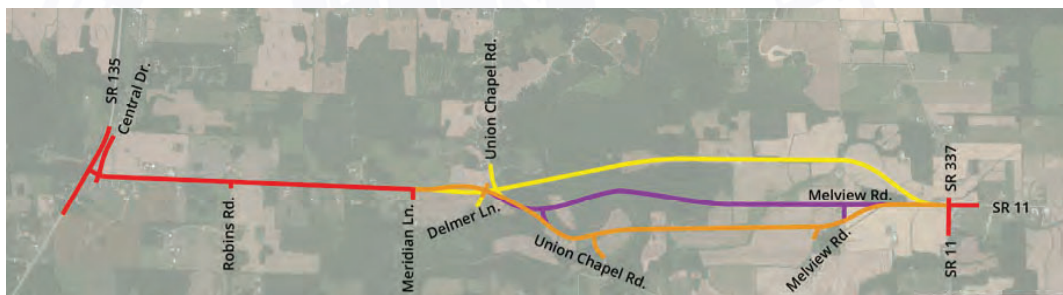 SR 135
Central Dr.
Robins Rd.
Meridian Ln.
Delmer Ln.
Union Chapel Rd.
Union Chapel Rd.
Melview Rd.
Melview Rd.
SR 337
SR 11
SR 11